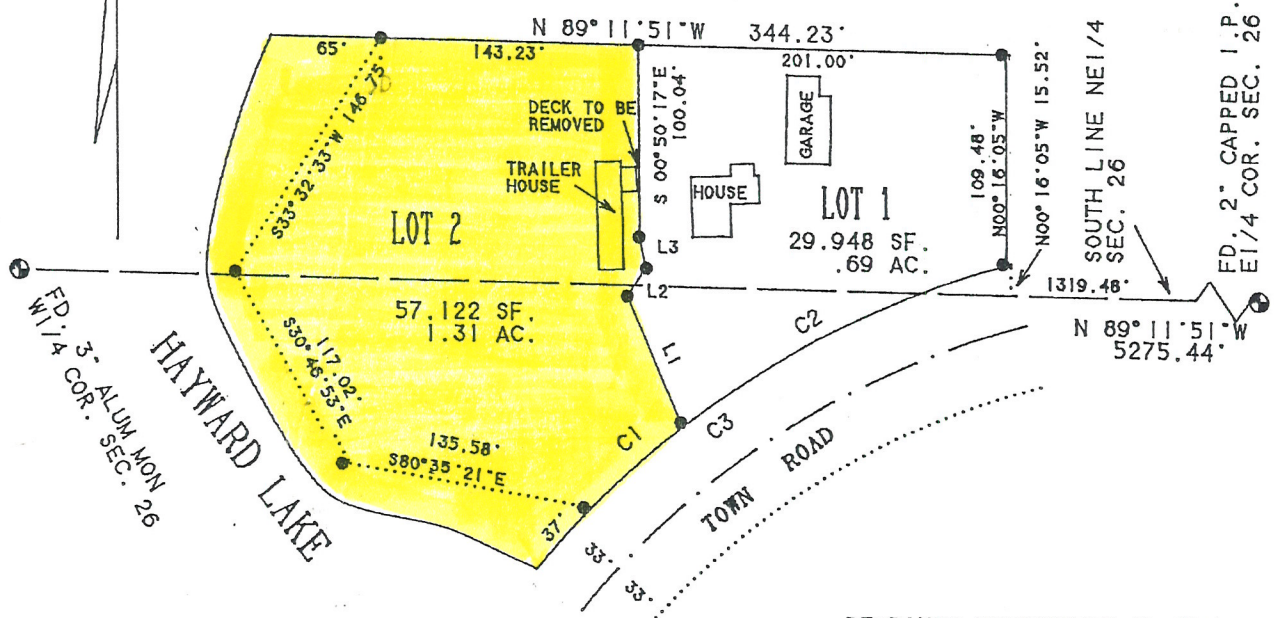 N 89° 11'51"W 344.23'
65'
143.23'
201.00'
S33° 32'33"W 146.75'
DECK TO BE
REMOVED
TRAILER
HOUSE
S 00° 50'17"E
100.04'
GARAGE
HOUSE
LOT 1
29.948 SF.
.69 AC.
109.48'
N00° 16'05"W
N00° 16'05"W 15.52'
SOUTH LINE NE1/4
SEC. 26
FD. 2" CAPPED I.P.
E1/4 COR. SEC. 26
LOT 2
57.122 SF.
1.31 AC.
L3
L2
L1
C2
C3
C1
1319.46'
N 89° 11'51"W
5275.44'
FD. 3" ALUM MON
W1/4 COR. SEC. 26
HAYWARD LAKE
117.02'
S30° 46'53"E
135.58'
S80° 35'21"E
37'
33'
33'
TOWN ROAD